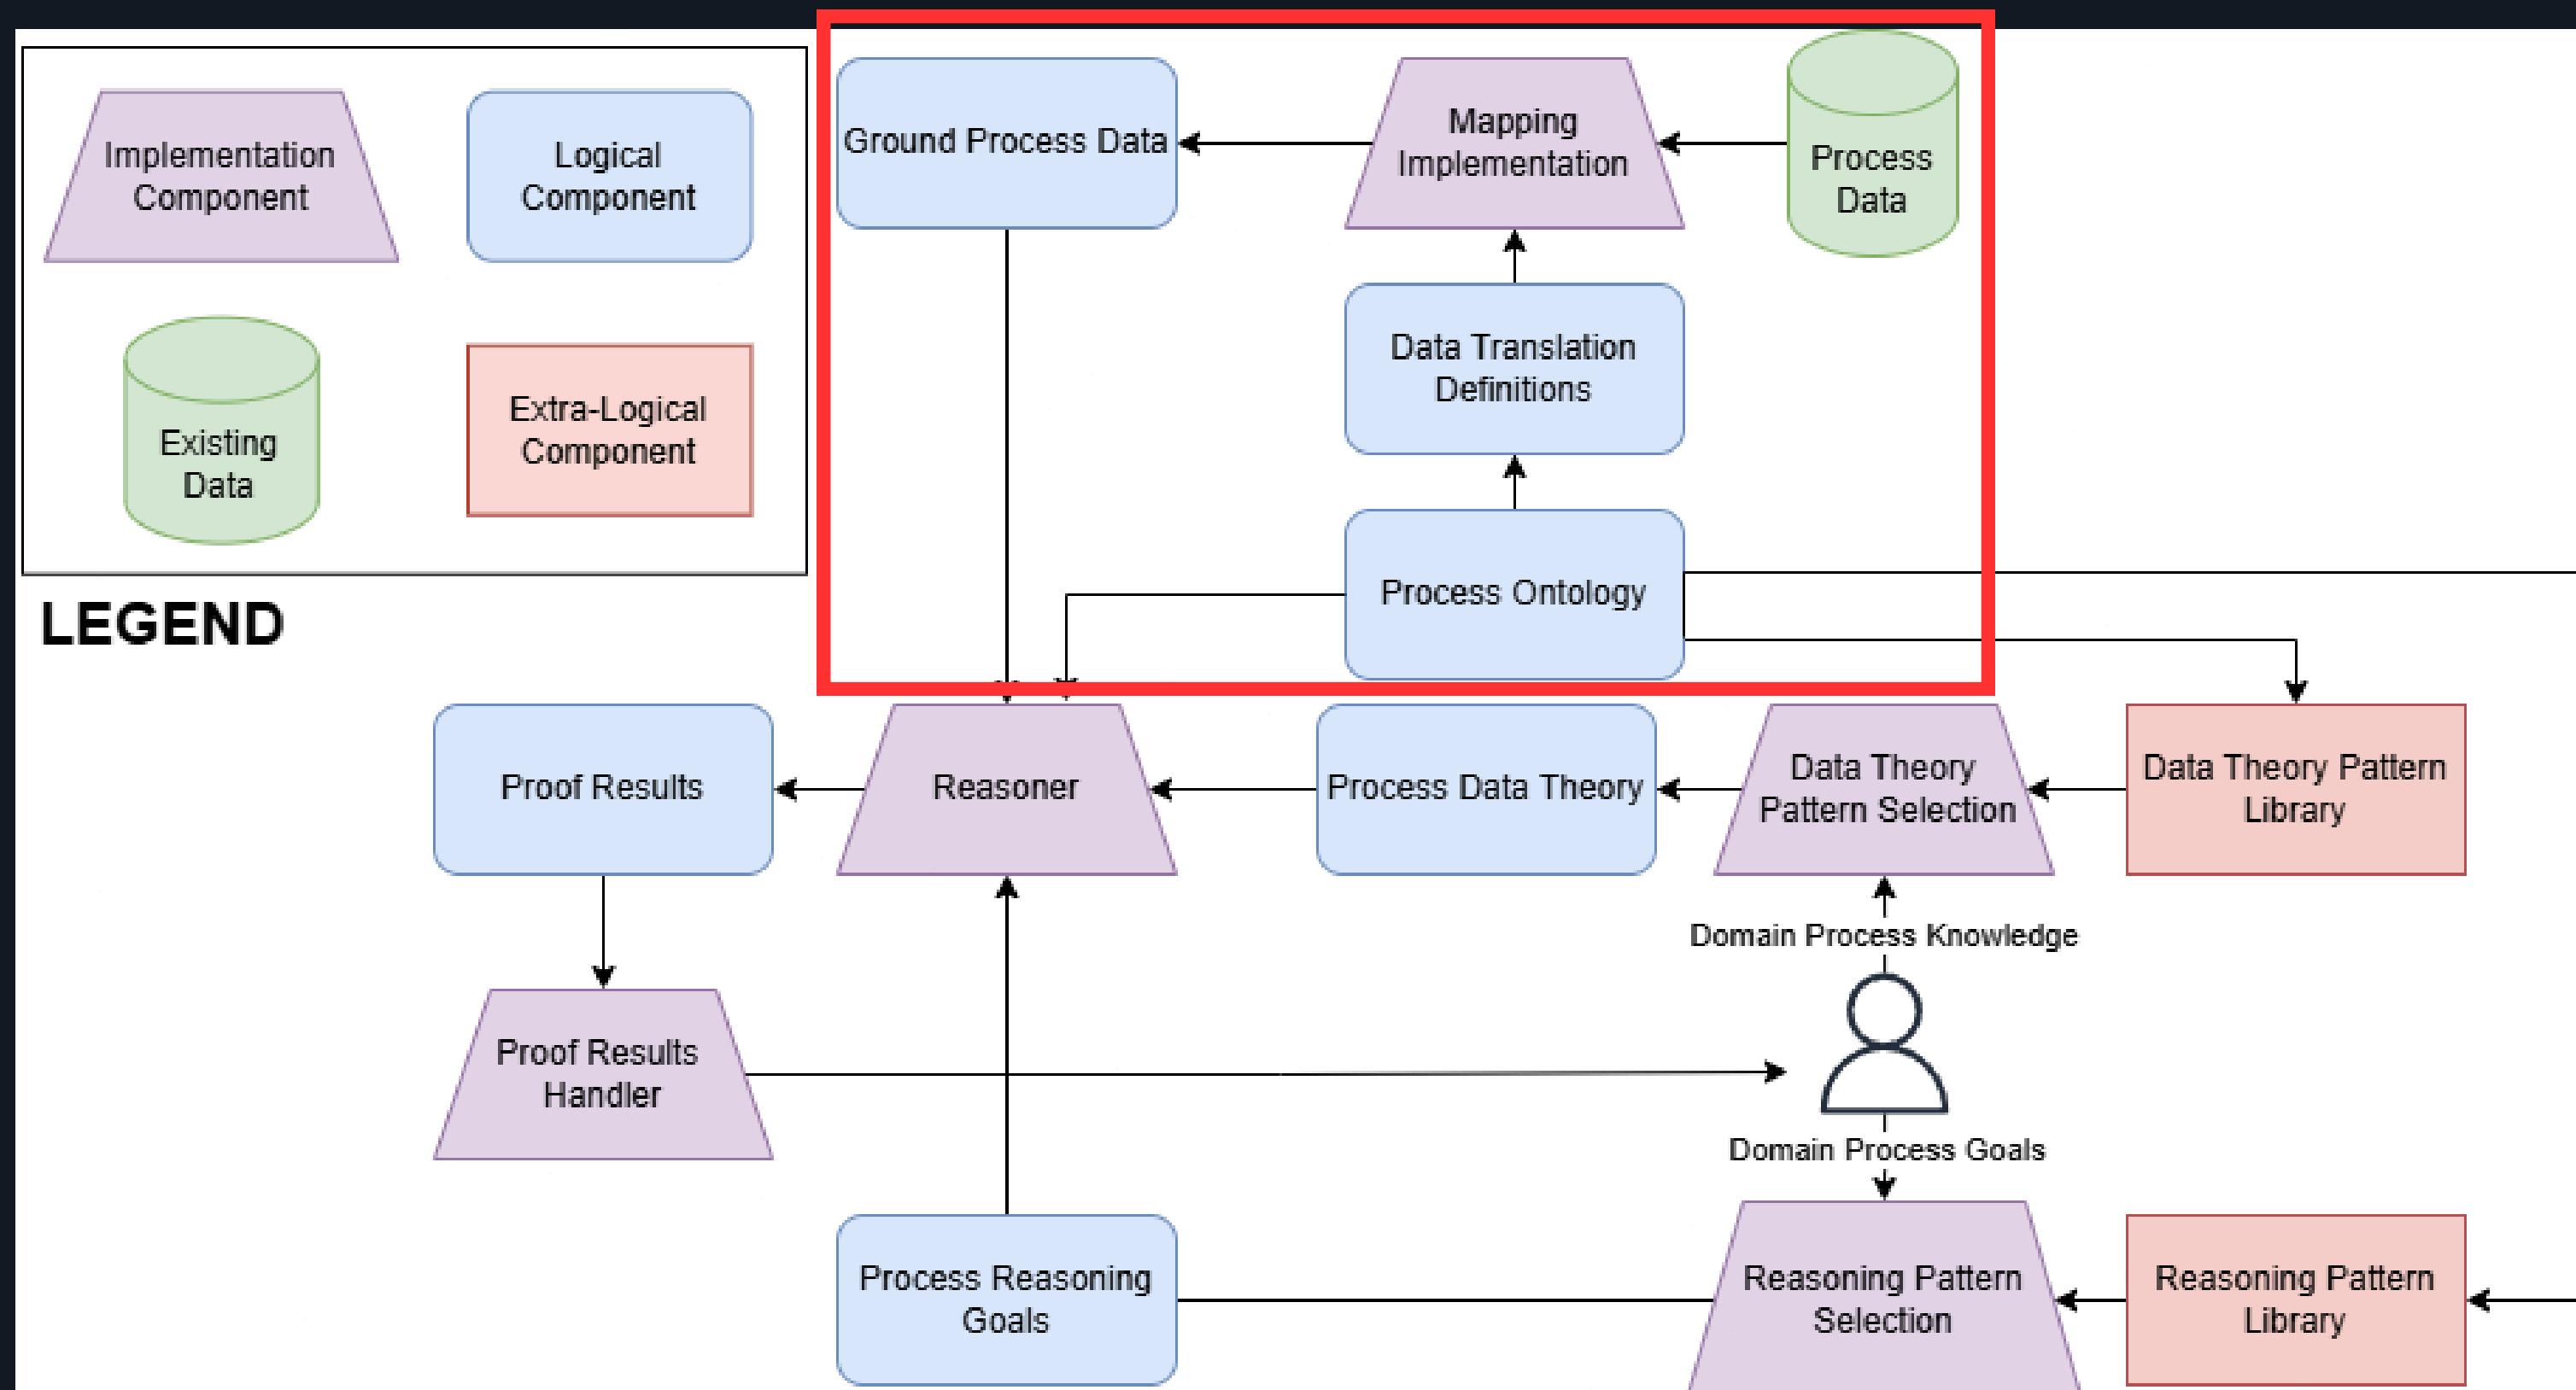 Implementation
Component
Logical
Component
Existing
Data
Extra-Logical
Component
LEGEND
Ground Process Data
Mapping
Implementation
Process
Data
Data Translation
Definitions
Process Ontology
Proof Results
Reasoner
Process Data Theory
Data Theory
Pattern Selection
Data Theory Pattern
Library
Domain Process Knowledge
Proof Results
Handler
Domain Process Goals
Process Reasoning
Goals
Reasoning Pattern
Selection
Reasoning Pattern
Library